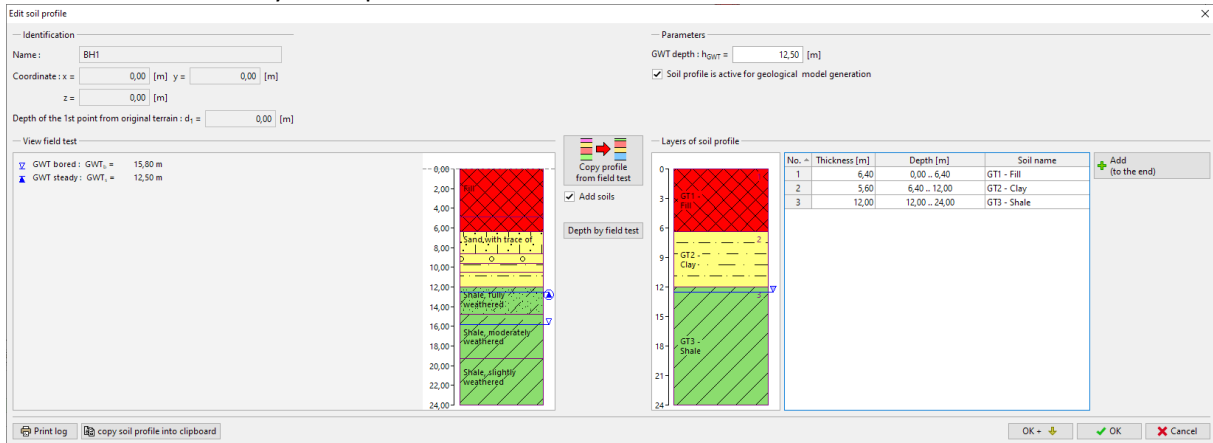 Edit soil profile
Identification
Name :
BH1
Coordinate : x =
0,00
[m]
y =
0,00
[m]
z =
0,00
[m]
Depth of the 1st point from original terrain : d₁ =
0,00
[m]
Parameters
GWT depth : hGWT =
12,50
[m]
Soil profile is active for geological model generation
View field test
GWT bored : GWTb = 15,80 m
GWT steady : GWTs = 12,50 m
0,00
2,00
4,00
6,00
8,00
10,00
12,00
14,00
16,00
18,00
20,00
22,00
24,00
Fill
Sand with trace of
Shale, fully
weathered
Shale, moderately
weathered
Shale, slightly
weathered
Copy profile
from field test
Add soils
Depth by field test
Layers of soil profile
0
3
6
9
12
15
18
21
24
GT1 -
Fill
2
GT2 -
Clay
3
GT3 -
Shale
No. Thickness [m] Depth [m] Soil name
1 6,40 0,00 .. 6,40 GT1 - Fill
2 5,60 6,40 .. 12,00 GT2 - Clay
3 12,00 12,00 .. 24,00 GT3 - Shale
Add
(to the end)
Print log
copy soil profile into clipboard
OK +
OK
Cancel